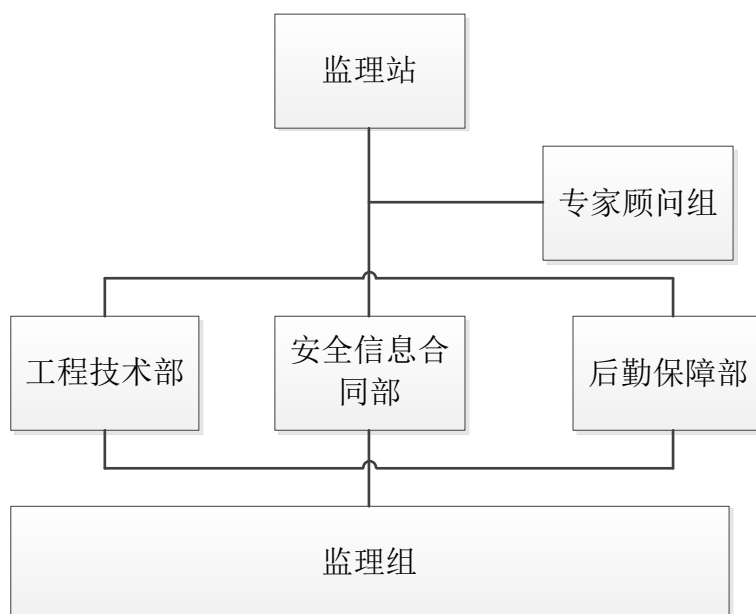 监理站
专家顾问组
工程技术部
安全信息合
同部
后勤保障部
监理组